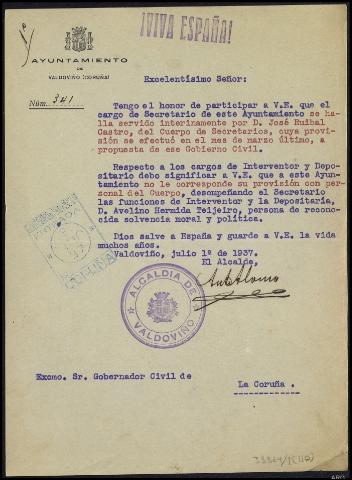 ¡VIVA ESPAÑA!
AYUNTAMIENTO
DE
VALDOVIÑO (CORUÑA)
Núm. 341.
Excelentísimo Señor:
Tengo el honor de participar a V.E. que el
cargo de Secretario de este Ayuntamiento se ha-
lla servido interinamente por D. José Ruibal
Castro, del Cuerpo de Secretarios, cuya provi-
sión se efectuó en el mes de marzo último, a
propuesta de ese Gobierno Civil.
Respecto a los cargos de Interventor y Depo-
sitario debo significar a V.E. que a este Ayun-
tamiento no le corresponde su provisión con per-
sonal del Cuerpo, desempeñando el Secretario
las funciones de Interventor y la Depositaría,
D. Avelino Hermida Teijeiro, persona de recono-
cida solvencia moral y política.
Dios salve a España y guarde a V.E. la vida
muchos años.
Valdoviño, julio 1º de 1937.
El Alcalde,
ALCALDIA DE
VALDOVIÑO
CORUÑA
Excmo. Sr. Gobernador Civil de
La Coruña.